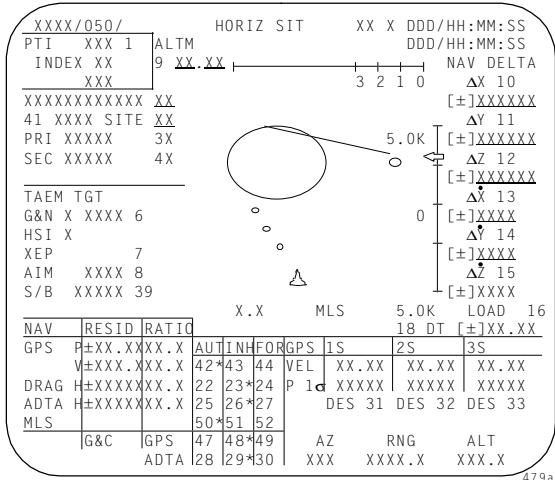 XXXX/050/ HORIZ SIT XX X DDD/HH:MM:SS
PTI XXX 1 ALTM DDD/HH:MM:SS
INDEX XX 9 XX.XX NAV DELTA
XXX 3 2 1 0 ΔX 10
XXXXXXXXXXXX XX [±]XXXXXX
41 XXXX SITE XX ΔY 11
PRI XXXXX 3X 5.0K [±]XXXXXX
SEC XXXXX 4X ΔZ 12
[±]XXXXXX
TAEM TGT ΔẊ 13
G&N X XXXX 6 0 [±]XXXX
HSI X ΔẎ 14
XEP 7 [±]XXXX
AIM XXXX 8 ΔŻ 15
S/B XXXXX 39 [±]XXXX
X.X MLS 5.0K LOAD 16
NAV RESID RATIO 18 DT [±]XX.XX
GPS P±XX.XX XX.X AUT INH FOR GPS 1S 2S 3S
V±XXX.X XX.X 42*43 44 VEL XX.XX XX.XX XX.XX
DRAG H±XXXXX XX.X 22 23*24 P 1σ XXXXX XXXXX XXXXX
ADTA H±XXXXX XX.X 25 26*27 DES 31 DES 32 DES 33
MLS 50*51 52
G&C GPS 47 48*49 AZ RNG ALT
ADTA 28 29*30 XXX XXXX.X XXX.X
479a